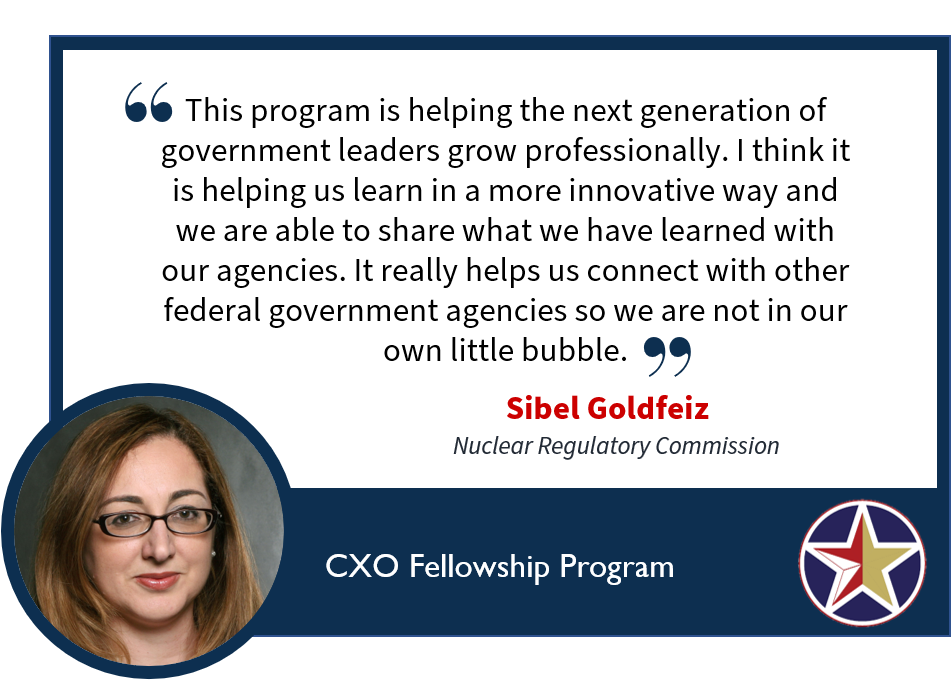 “ This program is helping the next generation of
government leaders grow professionally. I think it
is helping us learn in a more innovative way and
we are able to share what we have learned with
our agencies. It really helps us connect with other
federal government agencies so we are not in our
own little bubble. ”
Sibel Goldfeiz
Nuclear Regulatory Commission
CXO Fellowship Program